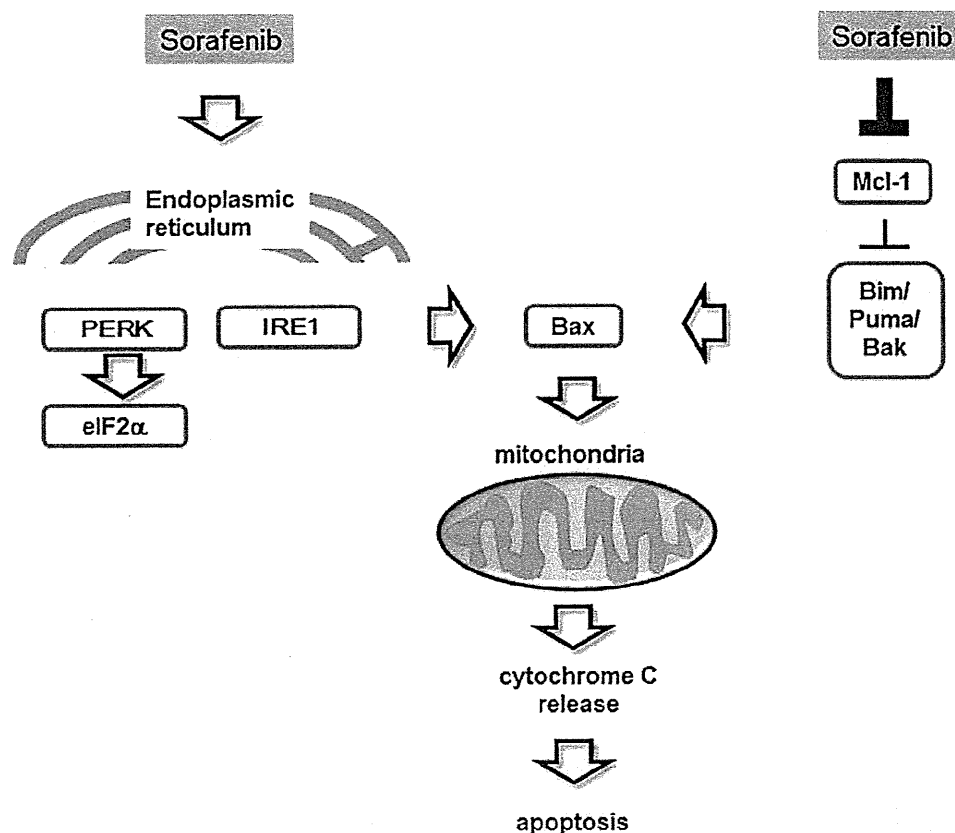 Sorafenib
Sorafenib
Endoplasmic
reticulum
Mcl-1
PERK
IRE1
Bax
Bim/
Puma/
Bak
eIF2α
mitochondria
cytochrome C
release
apoptosis